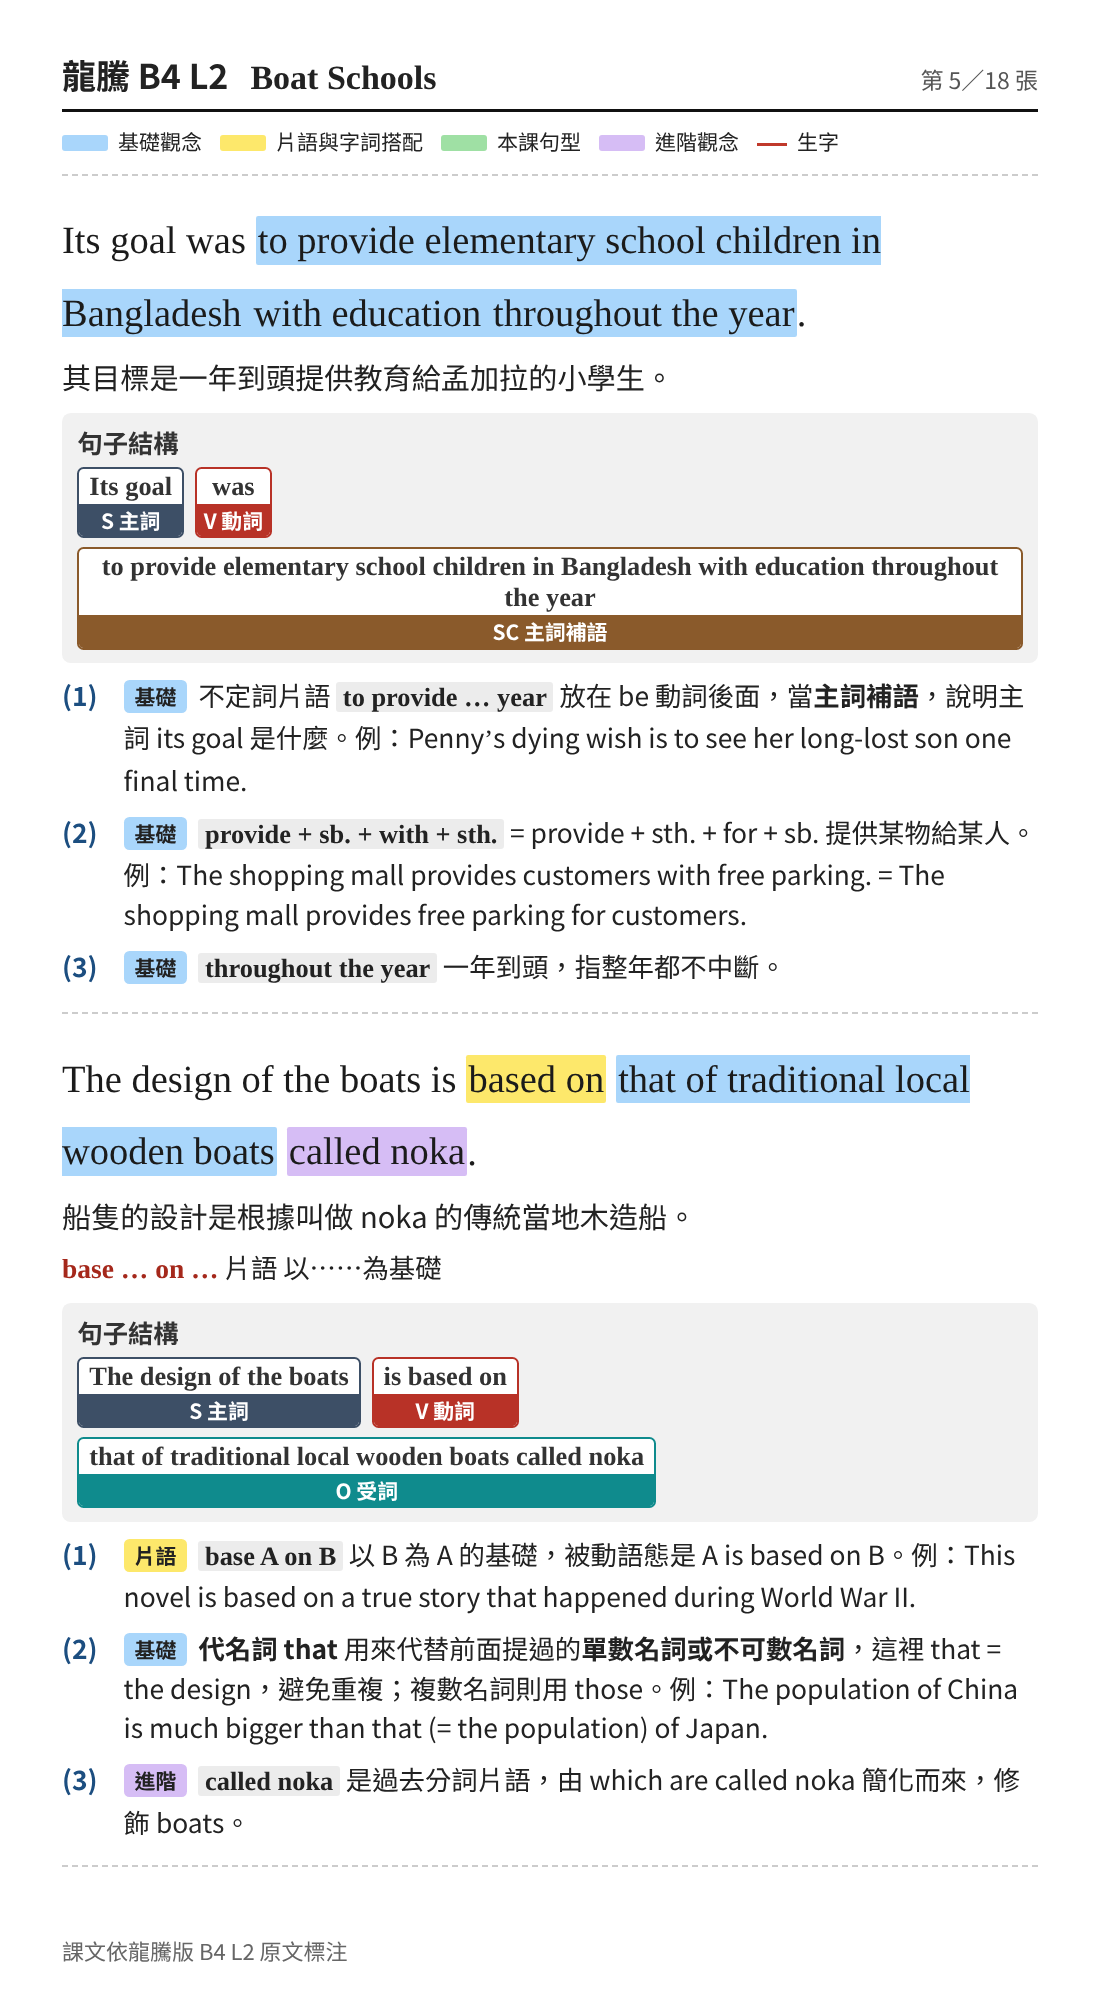 龍騰 B4 L2 Boat Schools
第 5／18 張
基礎觀念 片語與字詞搭配 本課句型 進階觀念 生字
Its goal was to provide elementary school children in
Bangladesh with education throughout the year.
其目標是一年到頭提供教育給孟加拉的小學生。
句子結構
Its goal was
S 主詞 V 動詞
to provide elementary school children in Bangladesh with education throughout
the year
SC 主詞補語
(1) 基礎 不定詞片語 to provide … year 放在 be 動詞後面，當主詞補語，說明主
詞 its goal 是什麼。例：Penny’s dying wish is to see her long-lost son one
final time.
(2) 基礎 provide + sb. + with + sth. = provide + sth. + for + sb. 提供某物給某人。
例：The shopping mall provides customers with free parking. = The
shopping mall provides free parking for customers.
(3) 基礎 throughout the year 一年到頭，指整年都不中斷。
The design of the boats is based on that of traditional local
wooden boats called noka.
船隻的設計是根據叫做 noka 的傳統當地木造船。
base … on … 片語 以……為基礎
句子結構
The design of the boats is based on
S 主詞 V 動詞
that of traditional local wooden boats called noka
O 受詞
(1) 片語 base A on B 以 B 為 A 的基礎，被動語態是 A is based on B。例：This
novel is based on a true story that happened during World War II.
(2) 基礎 代名詞 that 用來代替前面提過的單數名詞或不可數名詞，這裡 that =
the design，避免重複；複數名詞則用 those。例：The population of China
is much bigger than that (= the population) of Japan.
(3) 進階 called noka 是過去分詞片語，由 which are called noka 簡化而來，修
飾 boats。
課文依龍騰版 B4 L2 原文標注